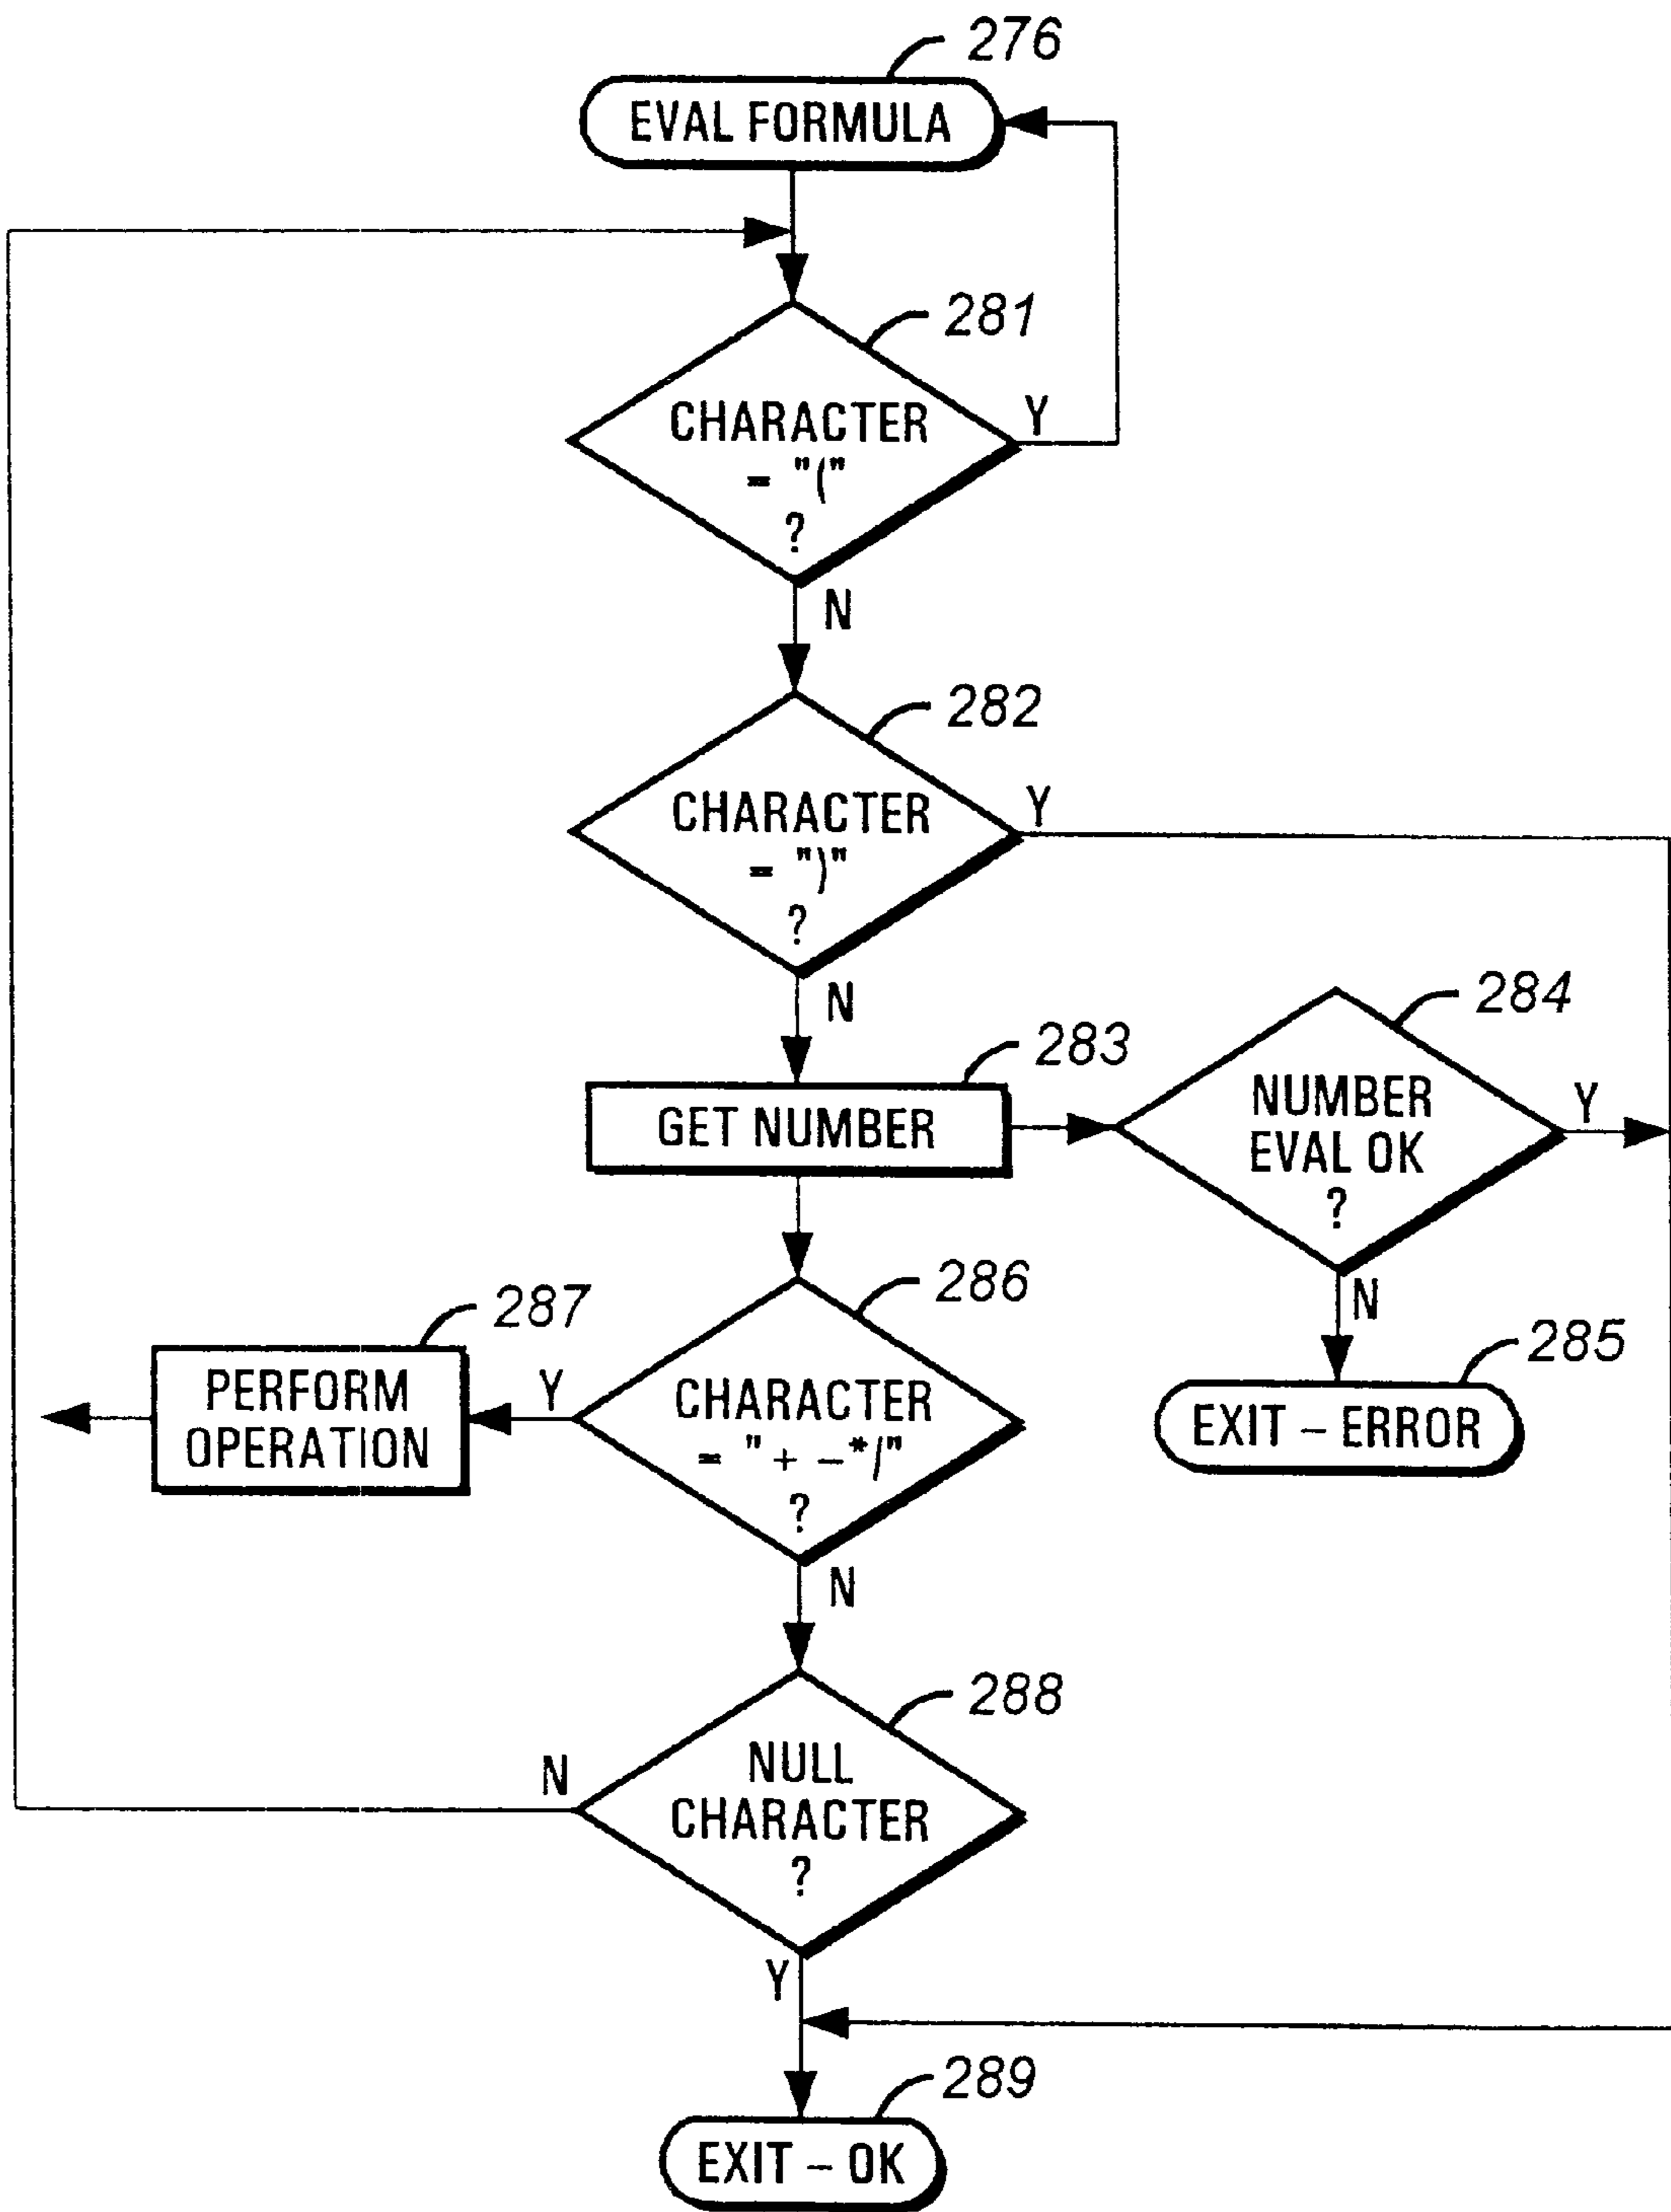 276
EVAL FORMULA
281
CHARACTER
= "("
?
Y
N
282
CHARACTER
= ")"
?
Y
N
283
GET NUMBER
284
NUMBER
EVAL OK
?
Y
N
285
EXIT – ERROR
286
CHARACTER
= " + –*/"
?
Y
N
287
PERFORM
OPERATION
288
NULL
CHARACTER
?
N
Y
289
EXIT – OK